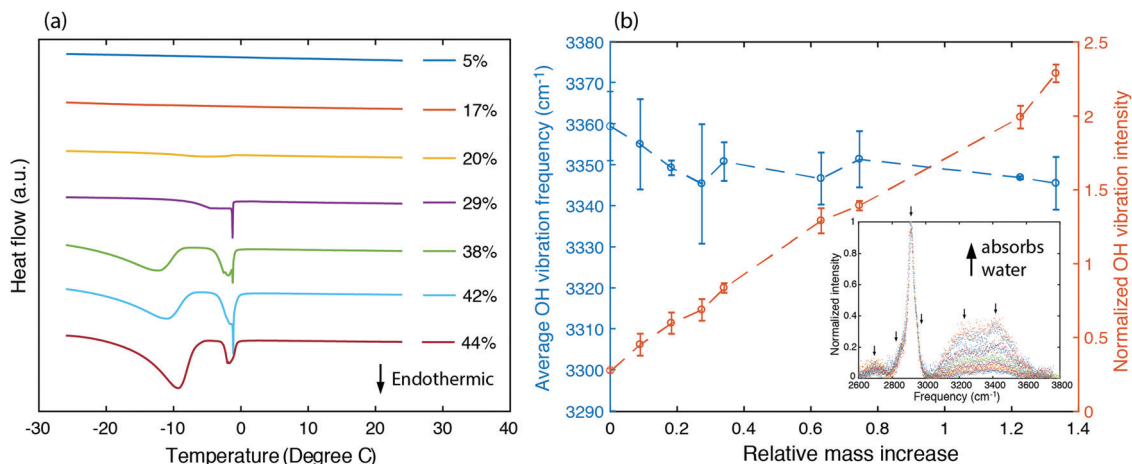 (a)
Heat flow (a.u.)
5%
17%
20%
29%
38%
42%
44%
Endothermic
-30 -20 -10 0 10 20 30 40
Temperature (Degree C)
(b)
Average OH vibration frequency (cm-1)
3380
3370
3360
3350
3340
3330
3320
3310
3300
3290
0 0.2 0.4 0.6 0.8 1 1.2 1.4
Relative mass increase
2.5
2
1.5
1
0.5
0
Normalized OH vibration intensity
Normalized intensity
1
0.8
0.6
0.4
0.2
0
absorbs
water
2600 2800 3000 3200 3400 3600 3800
Frequency (cm-1)